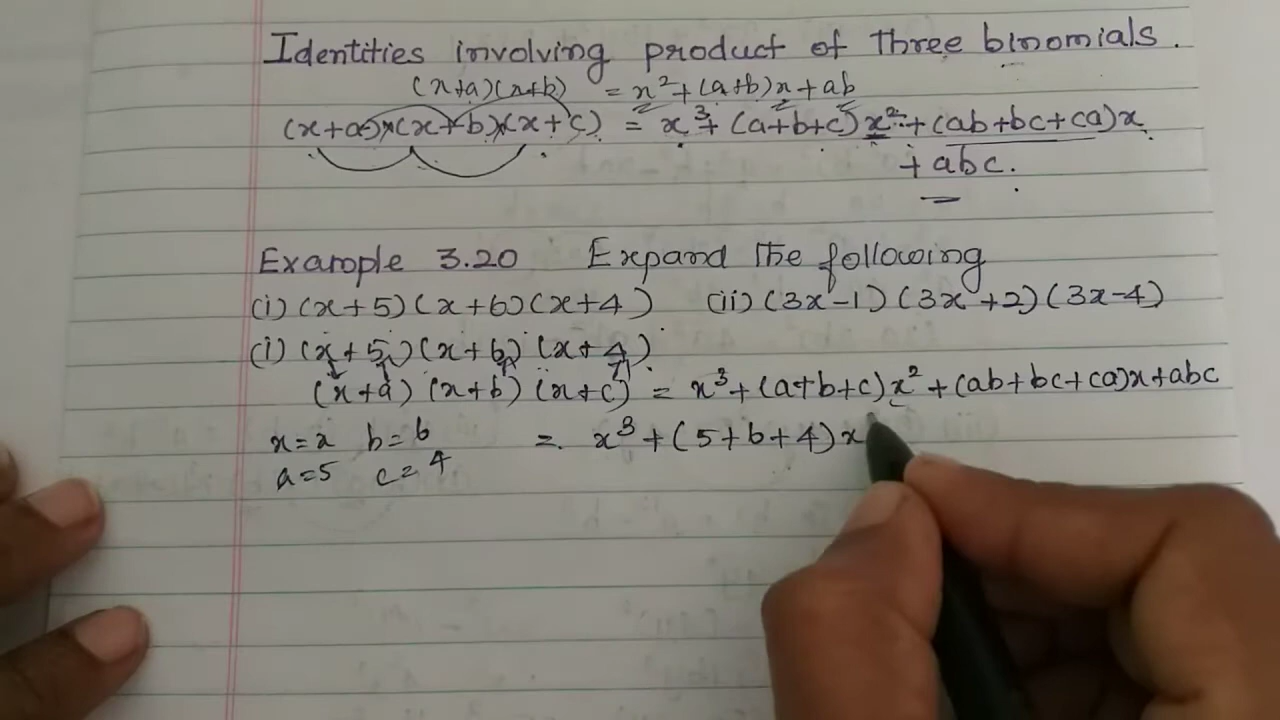 Identities involving product of three binomials.
(x+a)(x+b) = x² + (a+b)x + ab
(x+a)×(x+b)×(x+c) = x³ + (a+b+c)x² + (ab+bc+ca)x
+ abc.
Example 3.20 Expand the following
(i) (x+5)(x+6)(x+4) (ii) (3x-1)(3x+2)(3x-4)
(i) (x+5)(x+6)(x+4)
(x+a)(x+b)(x+c) = x³+(a+b+c)x²+(ab+bc+ca)x+abc
x=x b=6 = x³+(5+6+4)x
a=5 c=4